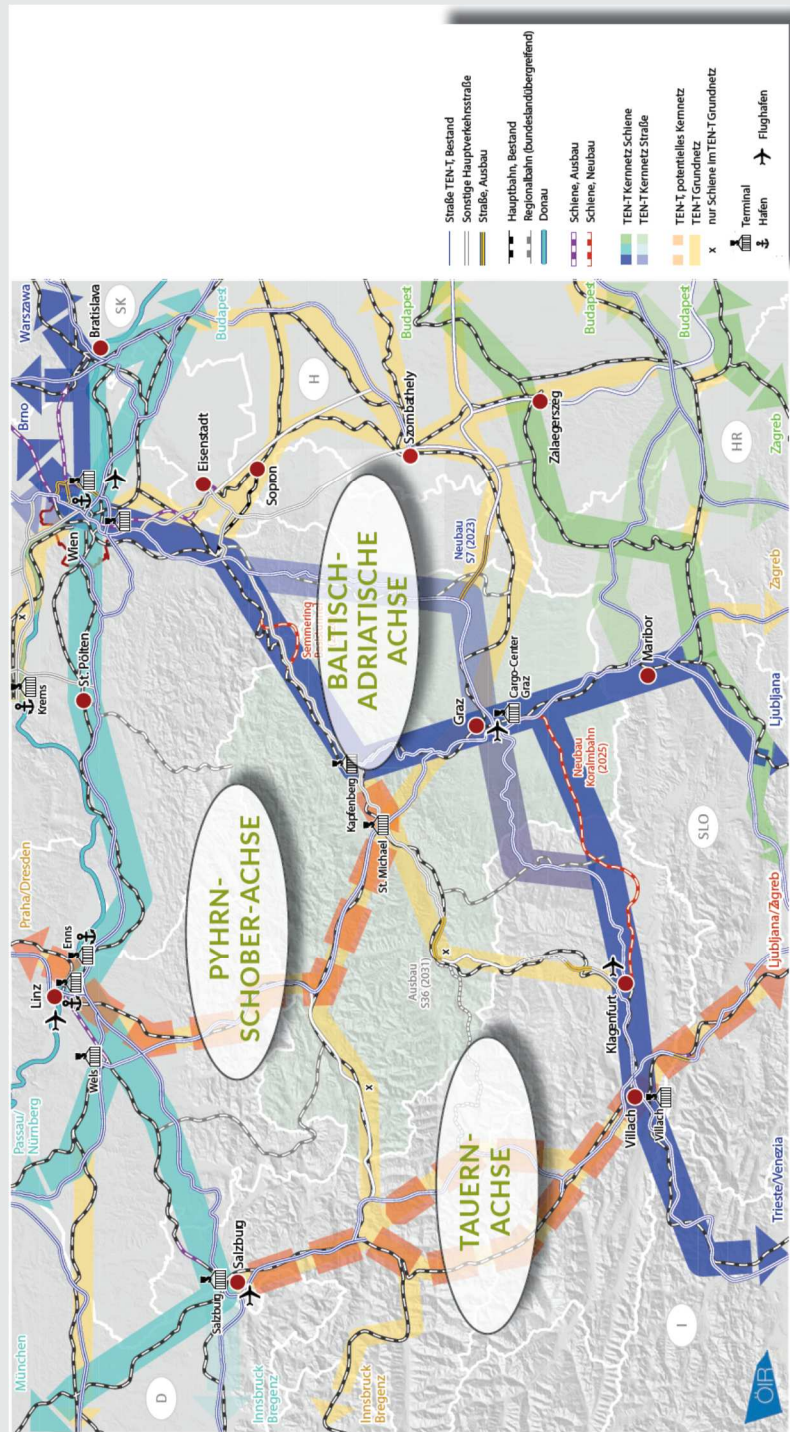 München
Passau/
Nürnberg
Praha/Dresden
Brno
Warszawa
D
Linz
Enns
Wels
Krems
St. Pölten
Wien
Bratislava
SK
Budapest
Salzburg
Salzburg
Innsbruck
Bregenz
Innsbruck
Bregenz
PYHRN-
SCHOBER-ACHSE
BALTISCH-
ADRIATISCHE
ACHSE
TAUERN-
ACHSE
Eisenstadt
Sopron
H
Semmering
Kapfenberg
St. Michael
x
x
x
Ausbau
S36 (2031)
Graz
Cargo-Center
Graz
Neubau
S7 (2023)
Szombathely
Budapest
Zalaegerszeg
Neubau
Koralmbahn
(2025)
Klagenfurt
Villach
Villach
Maribor
SLO
HR
I
Budapest
Budapest
Trieste/Venezia
Ljubljana/Zagreb
Ljubljana
Zagreb
Zagreb
ÖIR
Straße TEN-T, Bestand
Sonstige Hauptverkehrsstraße
Straße, Ausbau
Hauptbahn, Bestand
Regionalbahn (bundeslandübergreifend)
Donau
Schiene, Ausbau
Schiene, Neubau
TEN-T Kernnetz Schiene
TEN-T Kernnetz Straße
TEN-T, potentielles Kernnetz
TEN-T Grundnetz
x nur Schiene im TEN-T Grundnetz
Terminal
Hafen
Flughafen